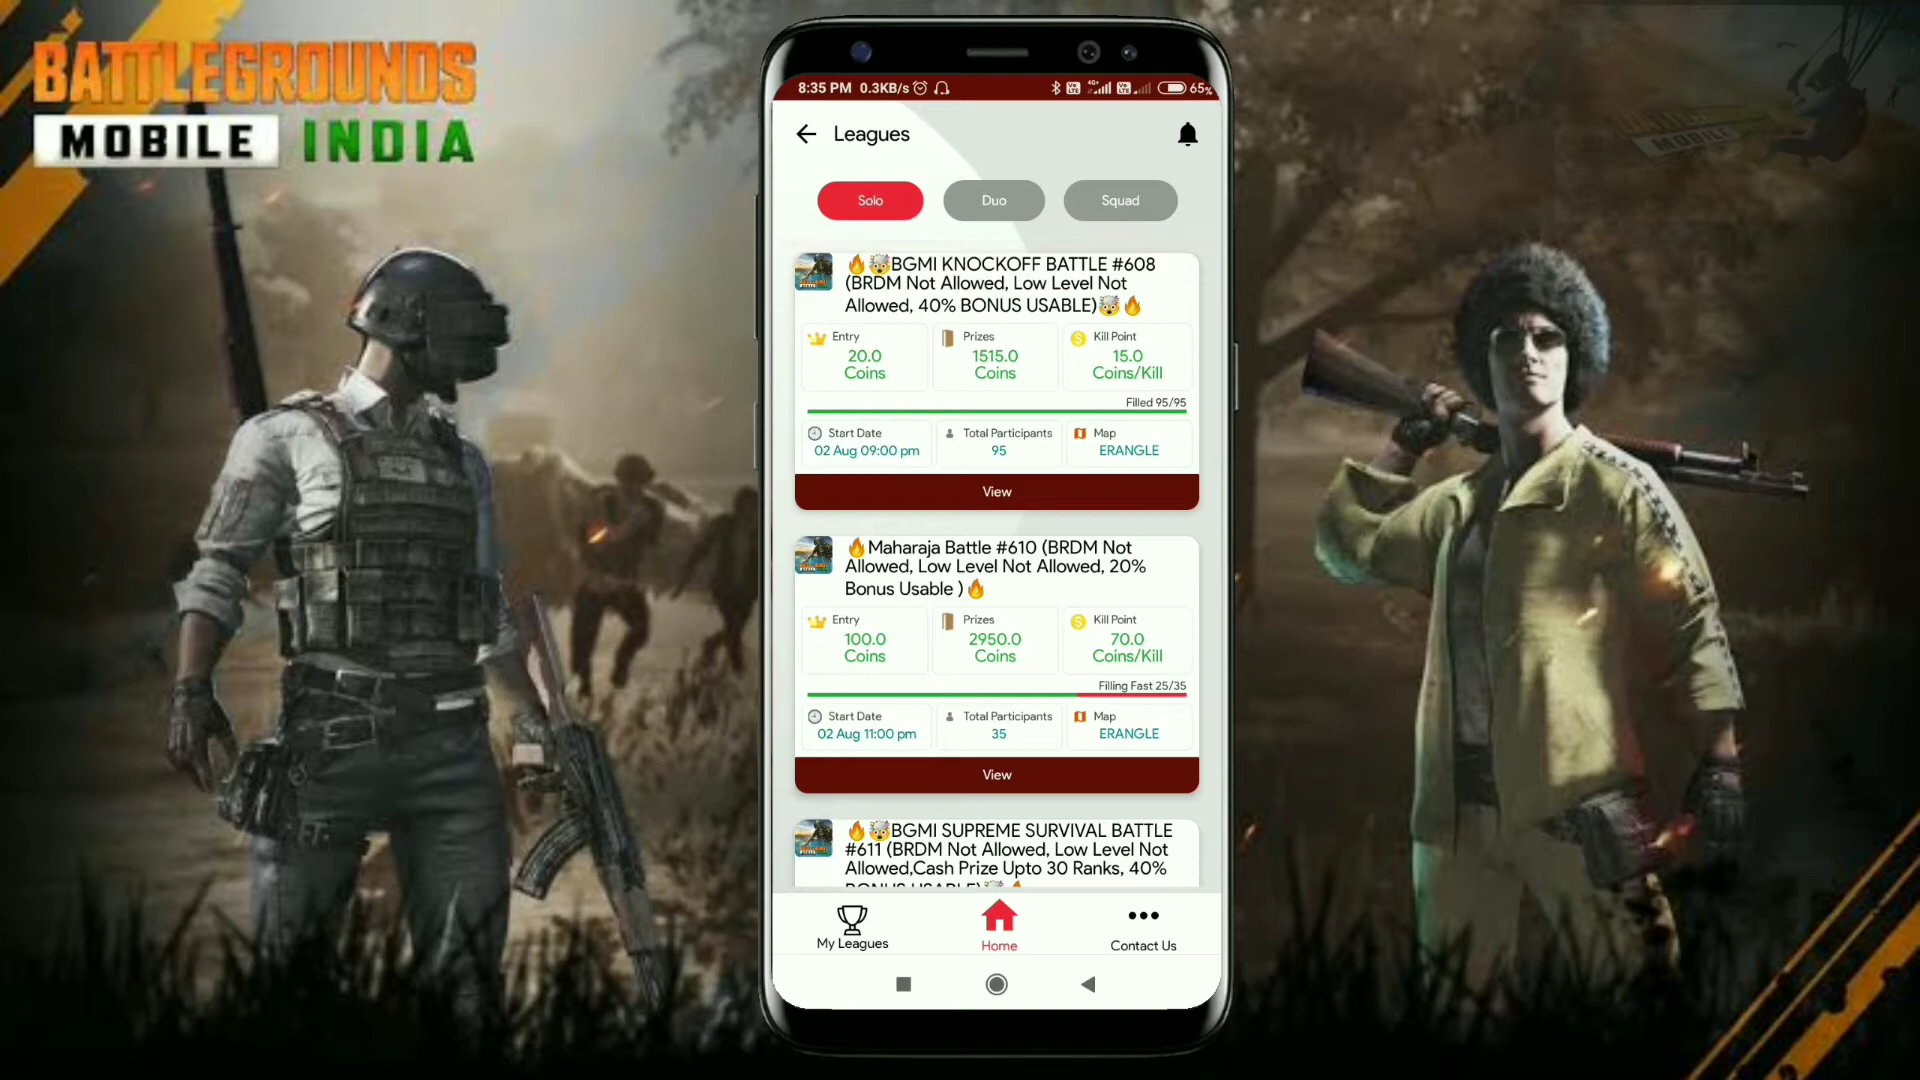 BATTLEGROUNDS
MOBILE INDIA
MOBILE
8:35 PM 0.3KB/s
4G+
65%
Leagues
Solo
Duo
Squad
🔥🤯BGMI KNOCKOFF BATTLE #608
(BRDM Not Allowed, Low Level Not
Allowed, 40% BONUS USABLE)🤯🔥
Entry
20.0
Coins
Prizes
1515.0
Coins
Kill Point
15.0
Coins/Kill
Filled 95/95
Start Date
02 Aug 09:00 pm
Total Participants
95
Map
ERANGLE
View
🔥Maharaja Battle #610 (BRDM Not
Allowed, Low Level Not Allowed, 20%
Bonus Usable )🔥
Entry
100.0
Coins
Prizes
2950.0
Coins
Kill Point
70.0
Coins/Kill
Filling Fast 25/35
Start Date
02 Aug 11:00 pm
Total Participants
35
Map
ERANGLE
View
🔥🤯BGMI SUPREME SURVIVAL BATTLE
#611 (BRDM Not Allowed, Low Level Not
Allowed,Cash Prize Upto 30 Ranks, 40%
BONUS USABLE)🤯🔥
My Leagues
Home
Contact Us